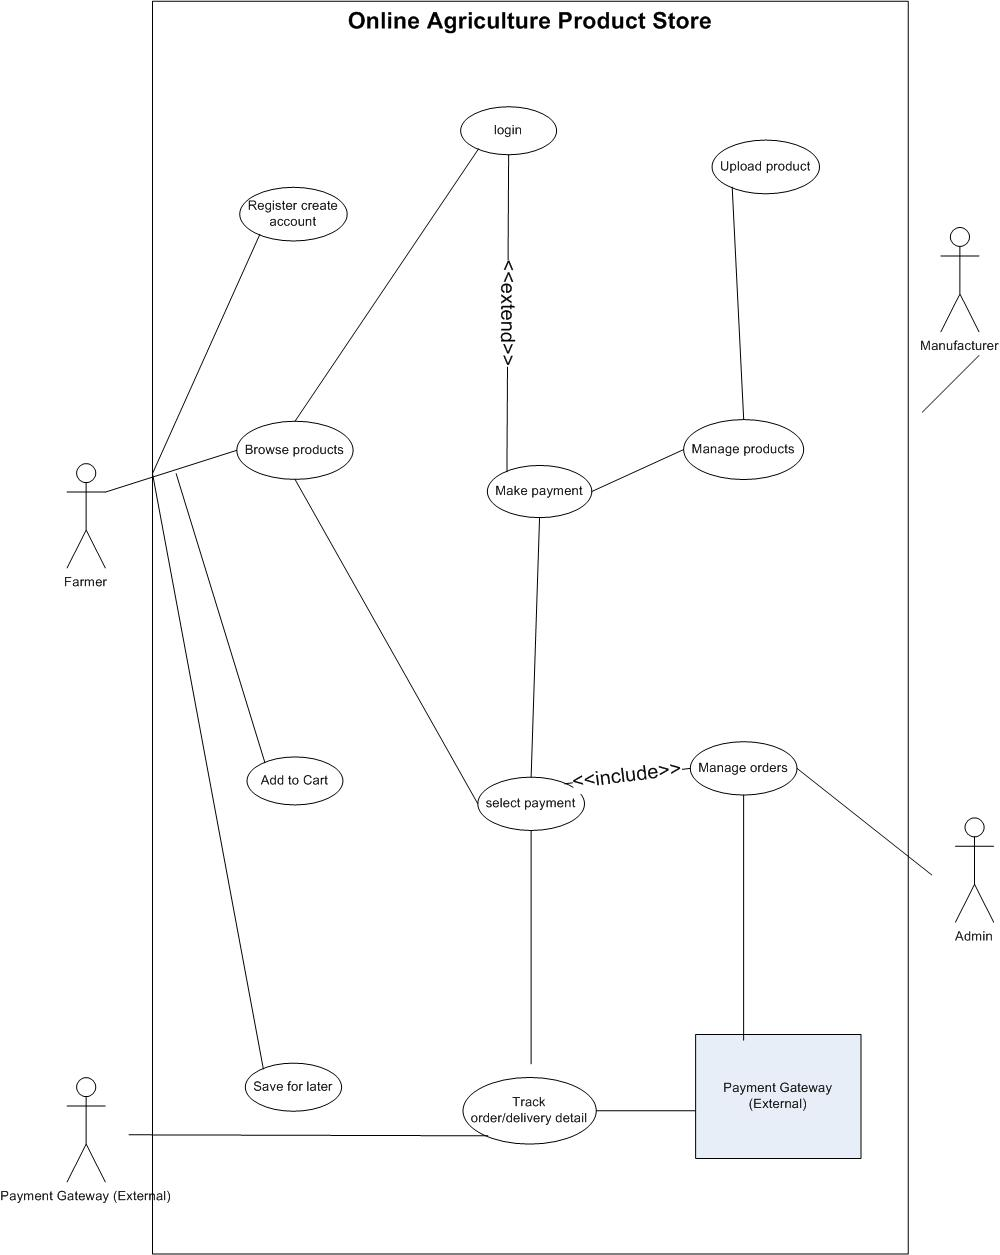 Online Agriculture Product Store
login
Upload product
Register create
account
<<extend>>
Manufacturer
Browse products
Manage products
Make payment
Farmer
<<include>>
Manage orders
Add to Cart
select payment
Admin
Save for later
Track
order/delivery detail
Payment Gateway
(External)
Payment Gateway (External)